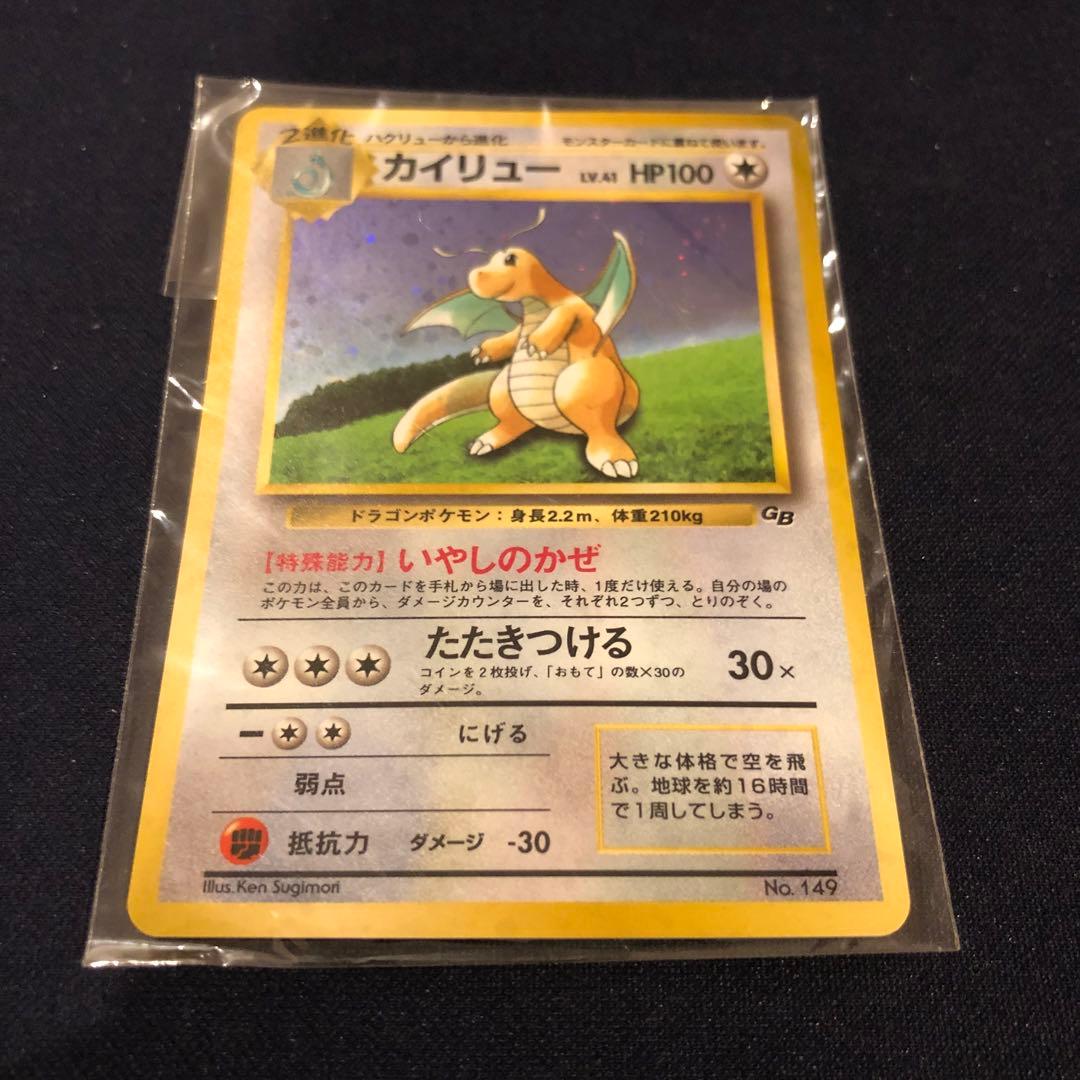 2進化 ハクリューから進化 モンスターカードに重ねて使います。
カイリュー LV.41 HP100
ドラゴンポケモン：身長2.2m、体重210kg GB
【特殊能力】いやしのかぜ
この力は、このカードを手札から場に出した時、1度だけ使える。自分の場の
ポケモン全員から、ダメージカウンターを、それぞれ2つずつ、とりのぞく。
たたきつける 30×
コインを2枚投げ、「おもて」の数×30の
ダメージ。
ー にげる
弱点
抵抗力 ダメージ -30
大きな体格で空を飛
ぶ。地球を約16時間
で1周してしまう。
Illus. Ken Sugimori No. 149